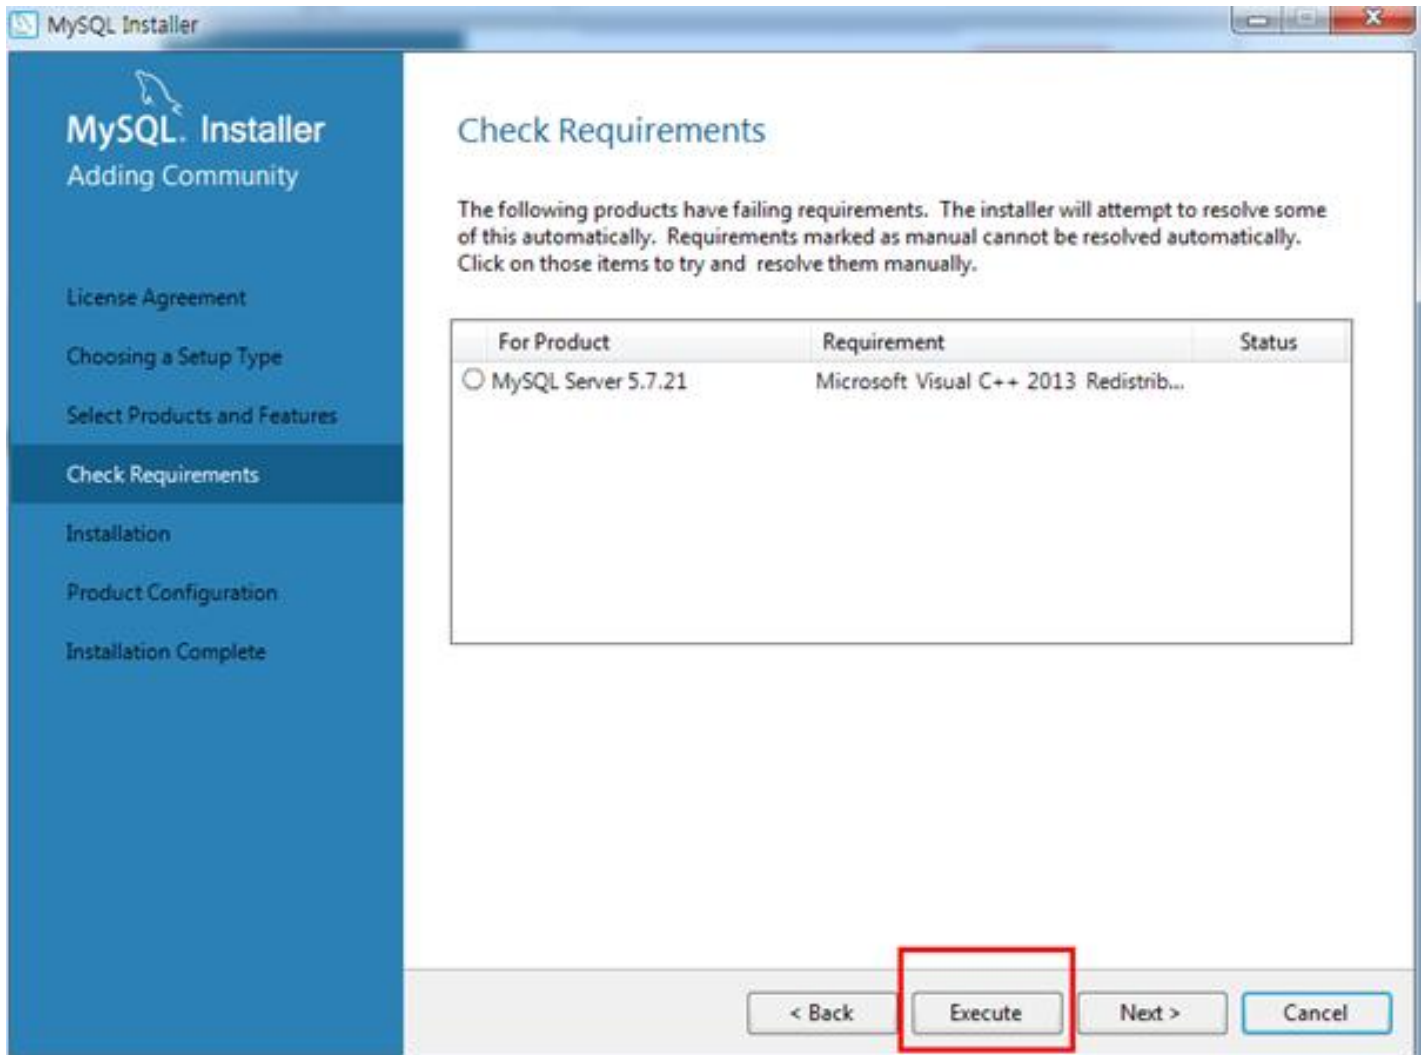 MySQL Installer
MySQL. Installer
Adding Community
License Agreement
Choosing a Setup Type
Select Products and Features
Check Requirements
Installation
Product Configuration
Installation Complete
Check Requirements
The following products have failing requirements. The installer will attempt to resolve some
of this automatically. Requirements marked as manual cannot be resolved automatically.
Click on those items to try and resolve them manually.
For Product Requirement Status
MySQL Server 5.7.21 Microsoft Visual C++ 2013 Redistrib...
< Back Execute Next > Cancel